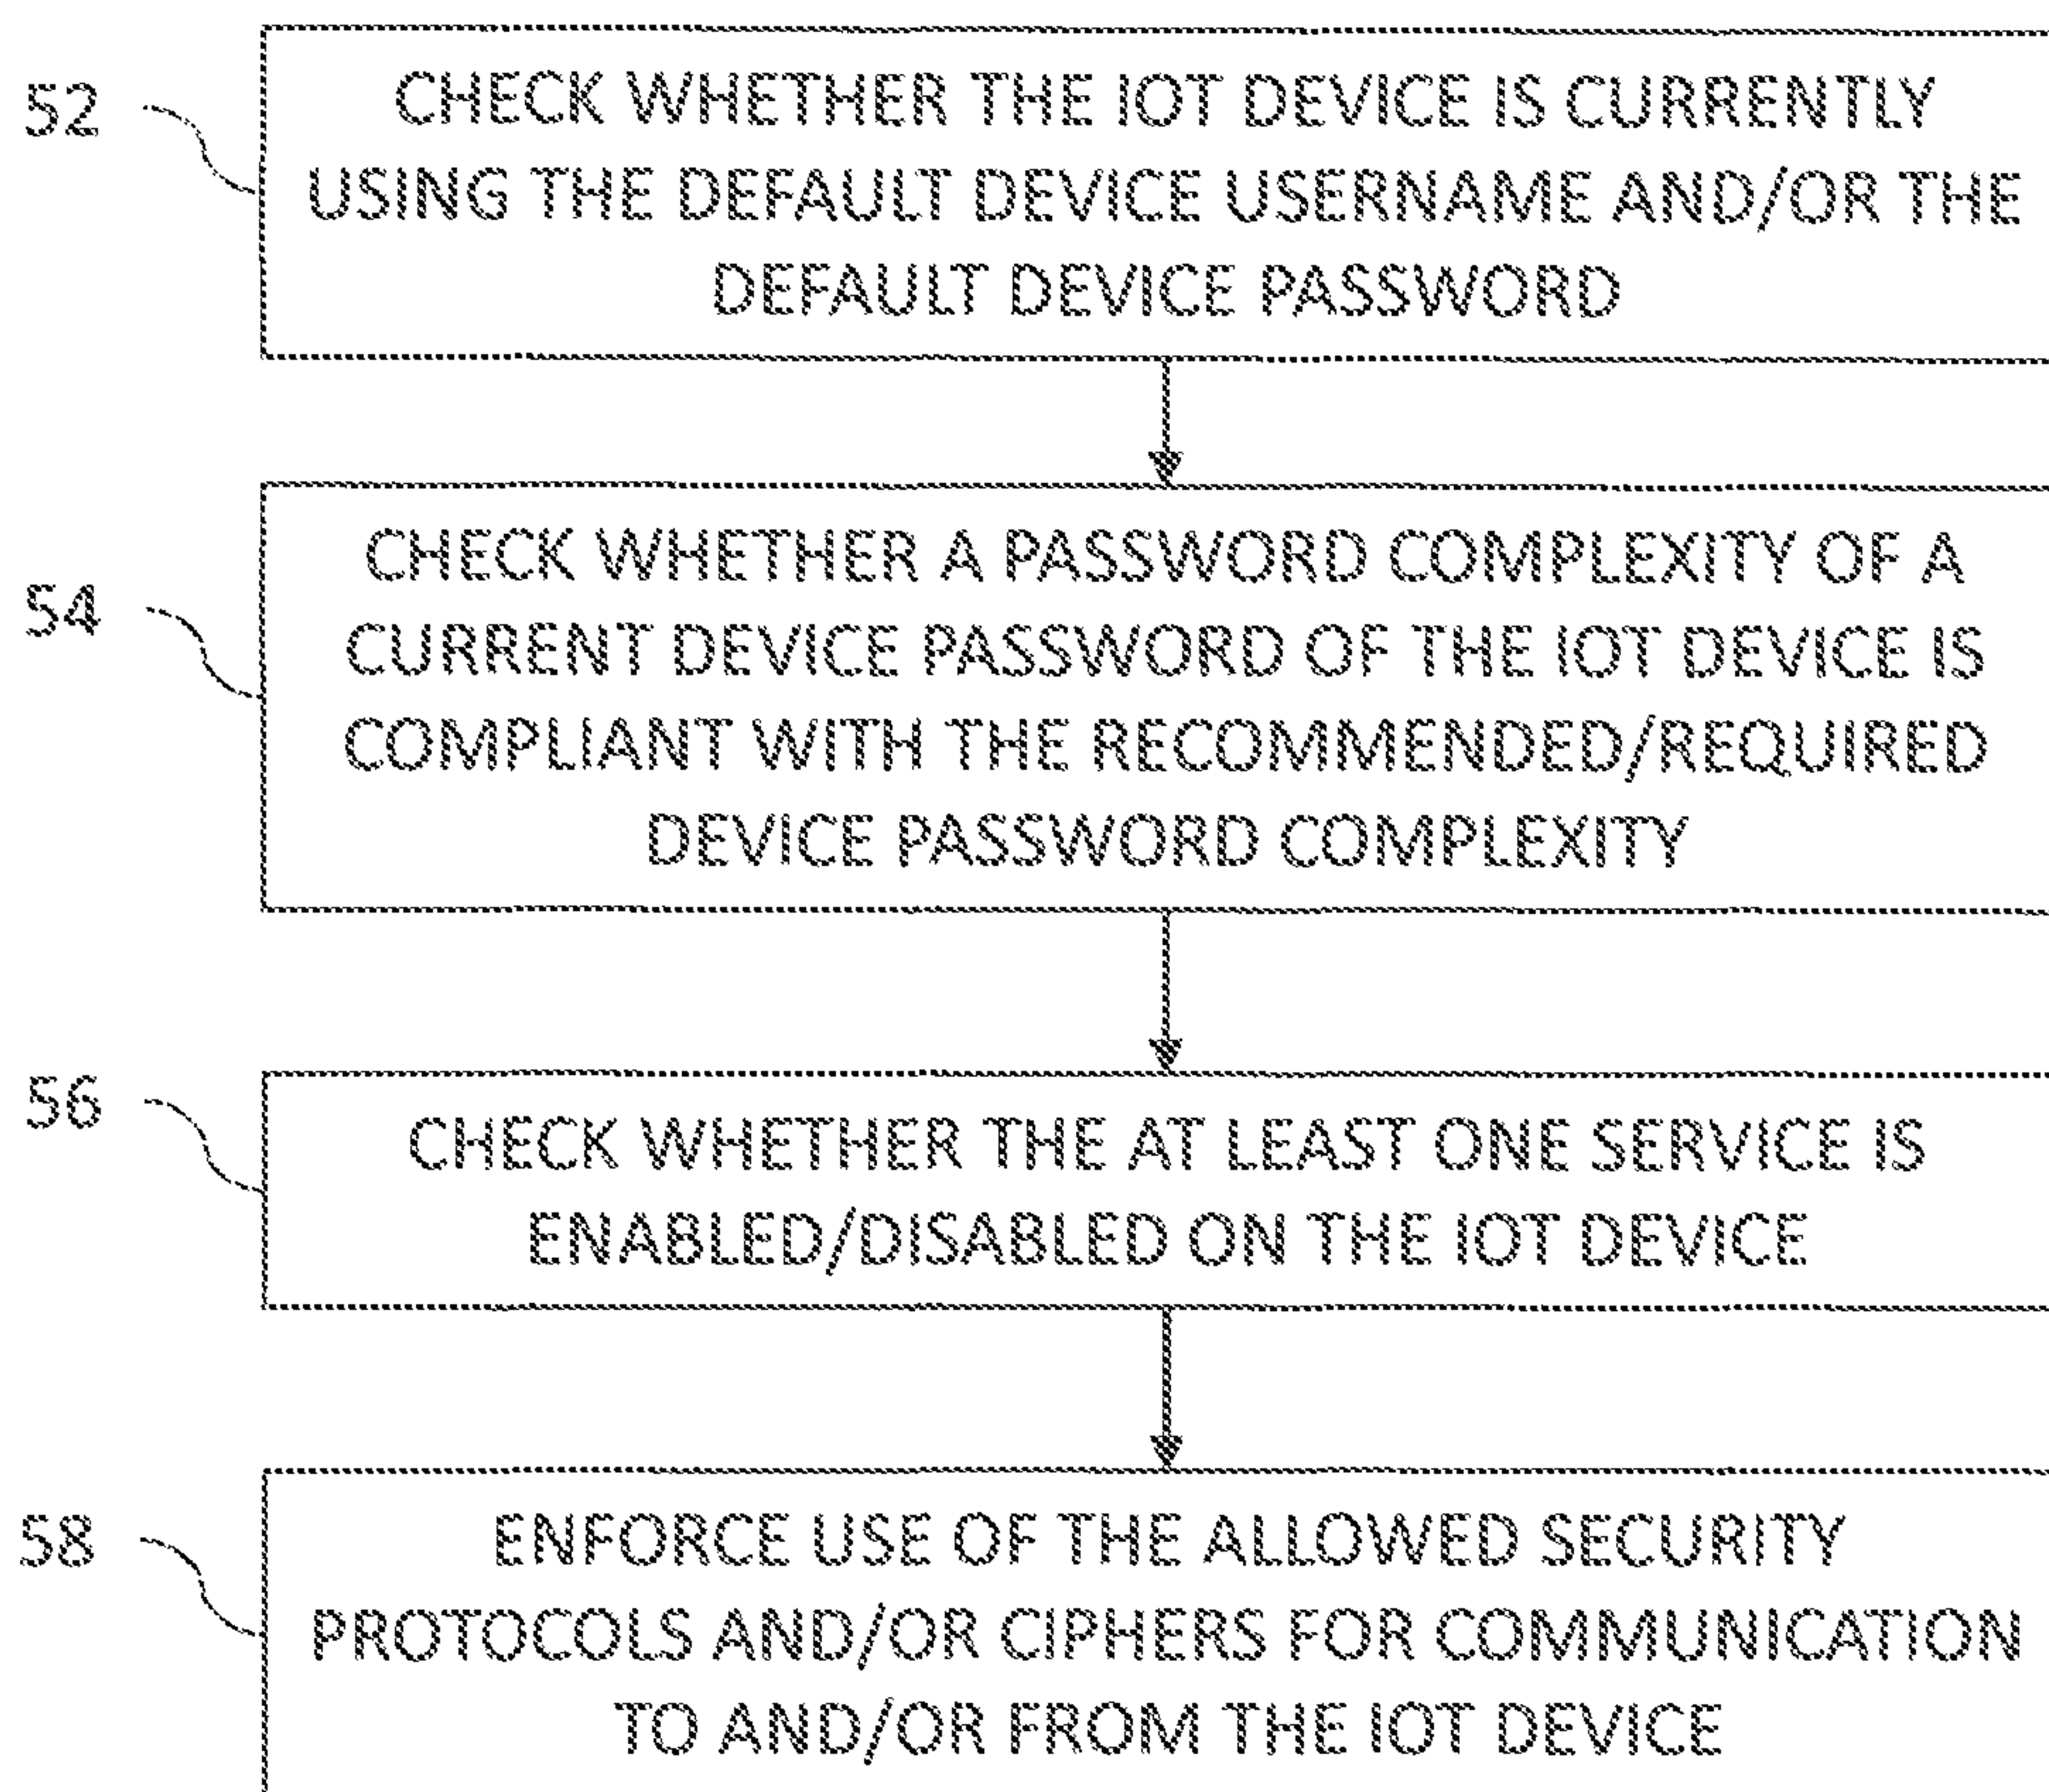 52
CHECK WHETHER THE IOT DEVICE IS CURRENTLY
USING THE DEFAULT DEVICE USERNAME AND/OR THE
DEFAULT DEVICE PASSWORD
54
CHECK WHETHER A PASSWORD COMPLEXITY OF A
CURRENT DEVICE PASSWORD OF THE IOT DEVICE IS
COMPLIANT WITH THE RECOMMENDED/REQUIRED
DEVICE PASSWORD COMPLEXITY
56
CHECK WHETHER THE AT LEAST ONE SERVICE IS
ENABLED/DISABLED ON THE IOT DEVICE
58
ENFORCE USE OF THE ALLOWED SECURITY
PROTOCOLS AND/OR CIPHERS FOR COMMUNICATION
TO AND/OR FROM THE IOT DEVICE